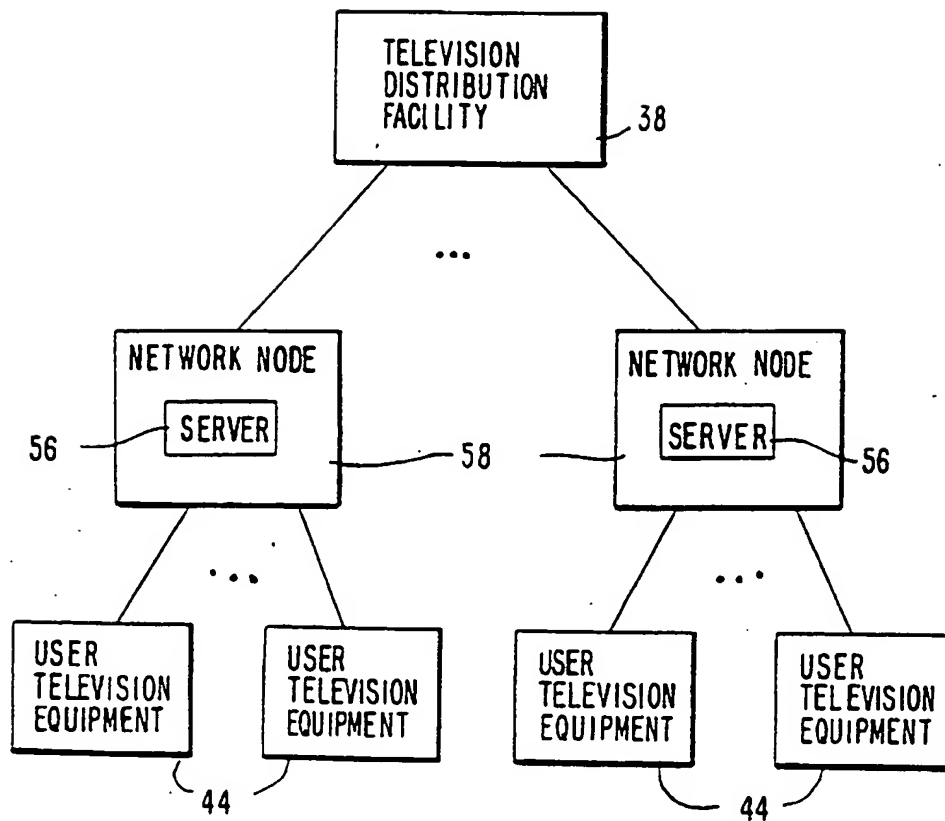 TELEVISION
DISTRIBUTION
FACILITY
38
NETWORK NODE
SERVER
56
58
NETWORK NODE
SERVER
56
USER
TELEVISION
EQUIPMENT
USER
TELEVISION
EQUIPMENT
44
USER
TELEVISION
EQUIPMENT
USER
TELEVISION
EQUIPMENT
44